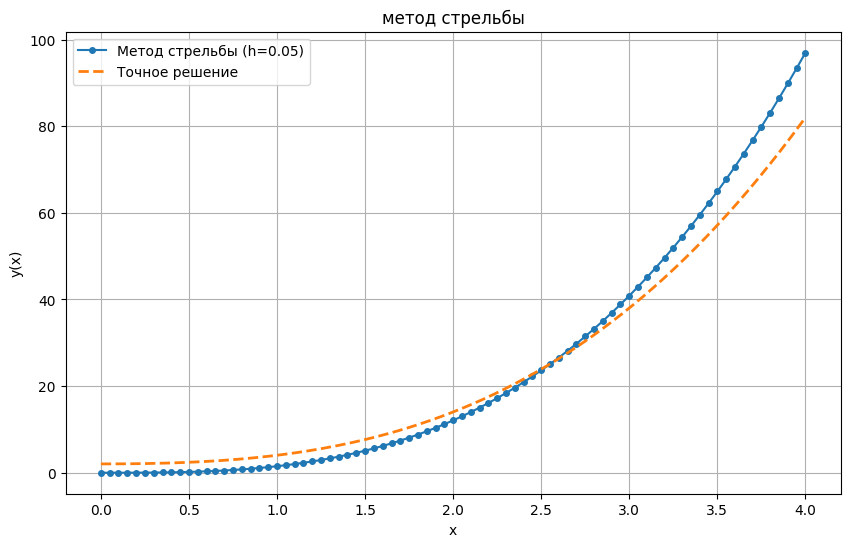 метод стрельбы
Метод стрельбы (h=0.05)
Точное решение
y(x)
100
80
60
40
20
0
0.0 0.5 1.0 1.5 2.0 2.5 3.0 3.5 4.0
x